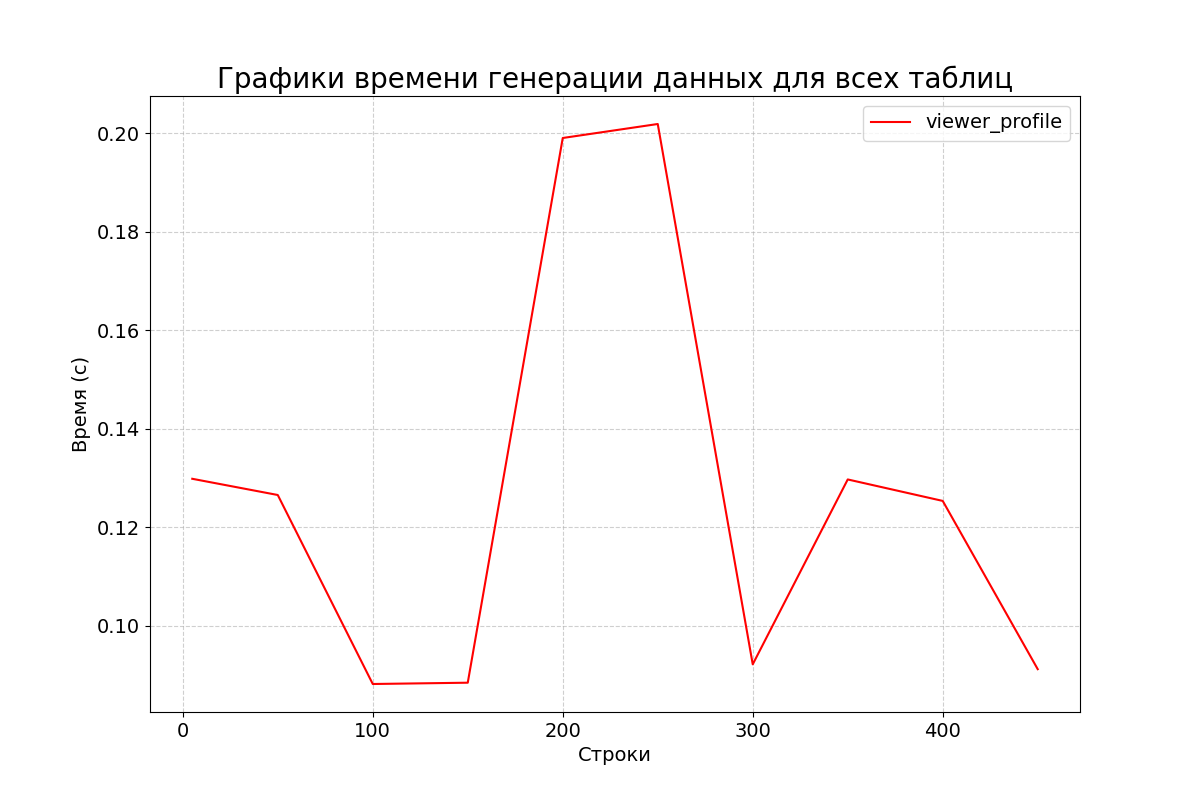 Графики времени генерации данных для всех таблиц
viewer_profile
0.20
0.18
0.16
0.14
0.12
0.10
Время (с)
0 100 200 300 400
Строки